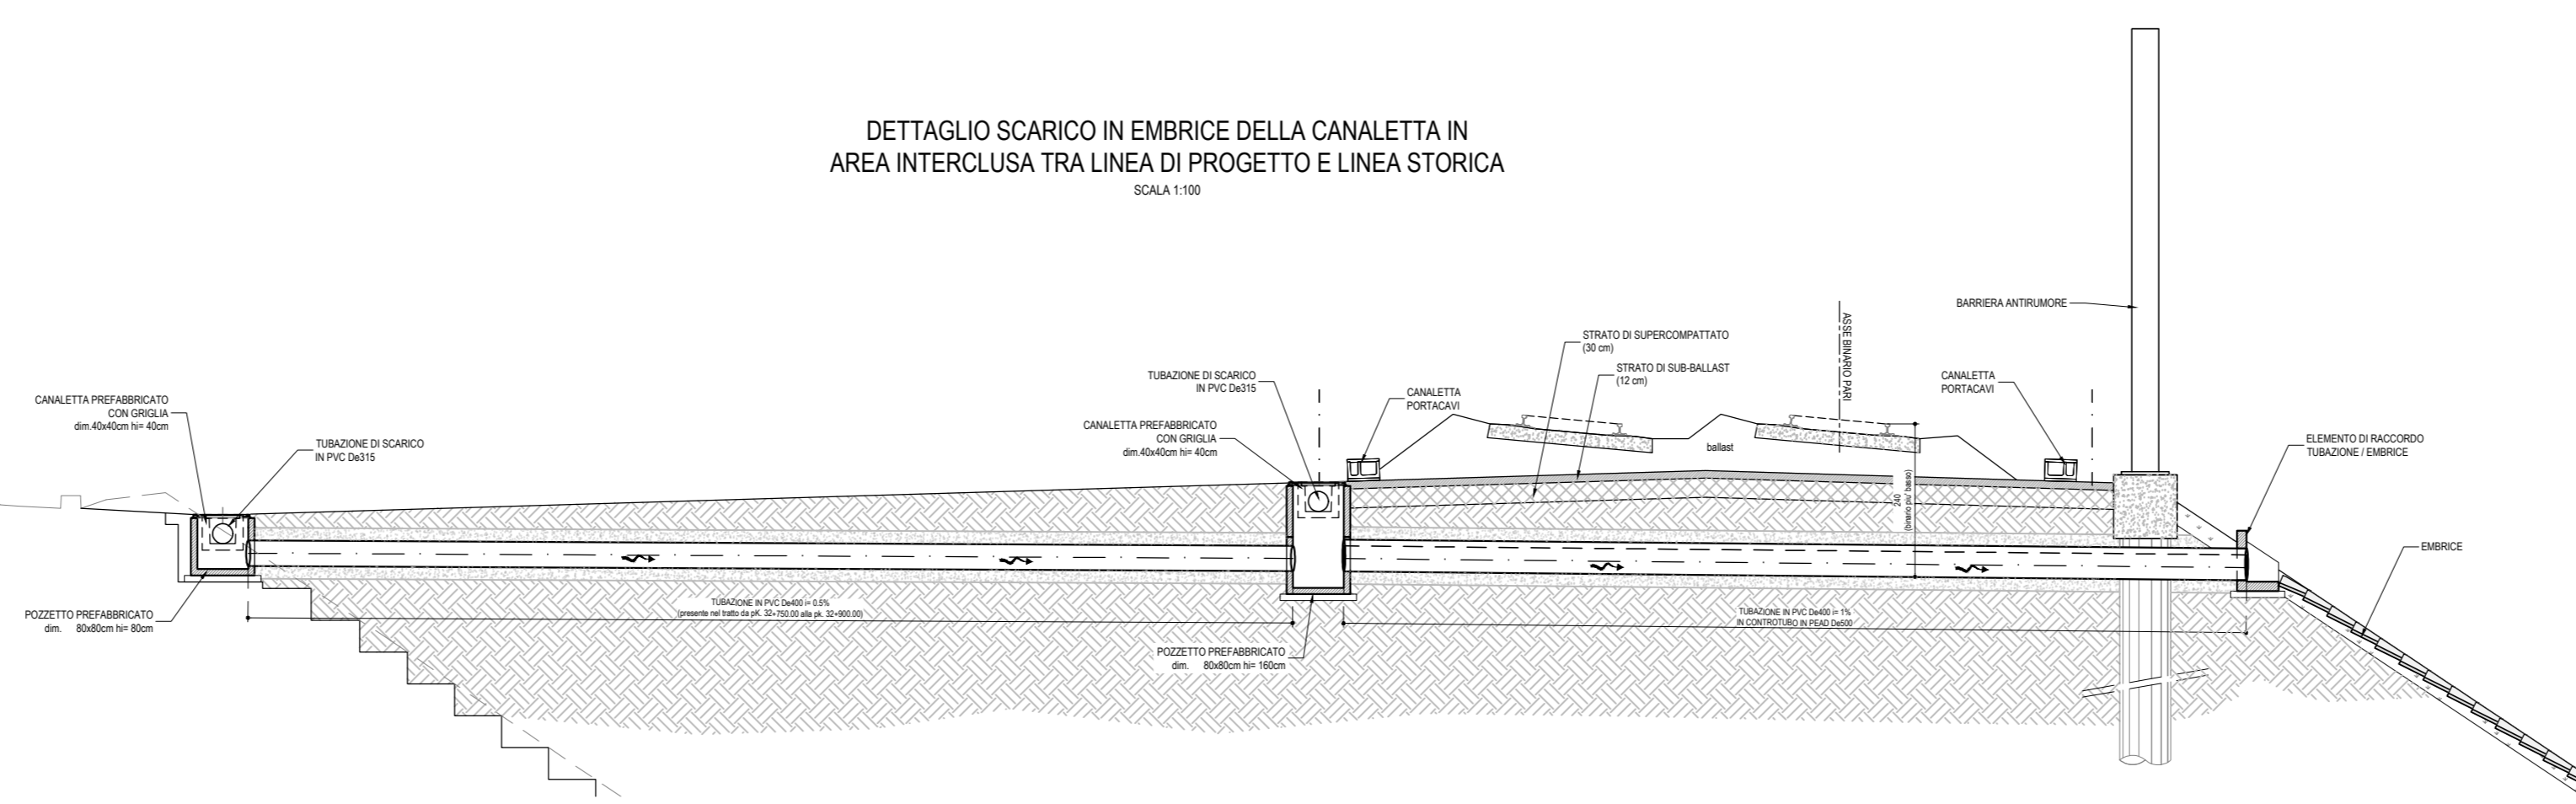 DETTAGLIO SCARICO IN EMBRICE DELLA CANALETTA IN
AREA INTERCLUSA TRA LINEA DI PROGETTO E LINEA STORICA
SCALA 1:100
CANALETTA PREFABBRICATO
CON GRIGLIA
dim.40x40cm hi= 40cm
TUBAZIONE DI SCARICO
IN PVC De315
POZZETTO PREFABBRICATO
dim. 80x80cm hi= 80cm
TUBAZIONE IN PVC De400 i= 0.5%
(presente nel tratto da pK. 32+750.00 alla pk. 32+900.00)
TUBAZIONE DI SCARICO
IN PVC De315
CANALETTA PREFABBRICATO
CON GRIGLIA
dim.40x40cm hi= 40cm
POZZETTO PREFABBRICATO
dim. 80x80cm hi= 160cm
CANALETTA
PORTACAVI
STRATO DI SUPERCOMPATTATO
(30 cm)
STRATO DI SUB-BALLAST
(12 cm)
ballast
ASSE BINARIO PARI
240
(binario piu' basso)
TUBAZIONE IN PVC De400 i= 1%
IN CONTROTUBO IN PEAD De500
CANALETTA
PORTACAVI
BARRIERA ANTIRUMORE
ELEMENTO DI RACCORDO
TUBAZIONE / EMBRICE
EMBRICE